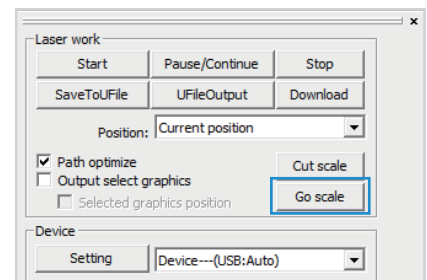 Laser work
Start Pause/Continue Stop
SaveToUFile UFileOutput Download
Position: Current position
Path optimize
Cut scale
Output select graphics
Go scale
Selected graphics position
Device
Setting Device---(USB:Auto)